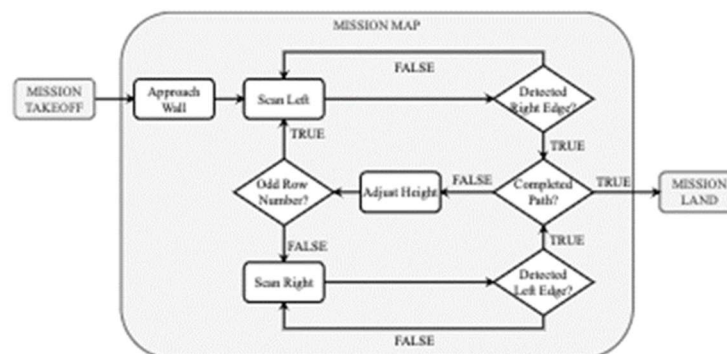 MISSION MAP
FALSE
MISSION
TAKEOFF
Approach
Wall
Scan Left
Detected
Right Edge?
TRUE
TRUE
Odd Row
Number?
Adjust Height
FALSE
Completed
Path?
TRUE
MISSION
LAND
FALSE
TRUE
Scan Right
Detected
Left Edge?
FALSE